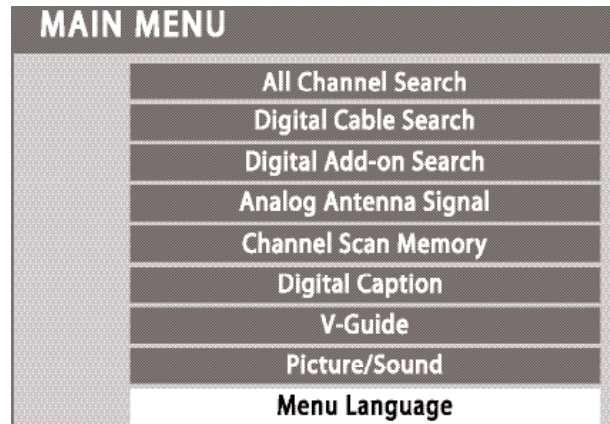 MAIN MENU
All Channel Search
Digital Cable Search
Digital Add-on Search
Analog Antenna Signal
Channel Scan Memory
Digital Caption
V-Guide
Picture/Sound
Menu Language